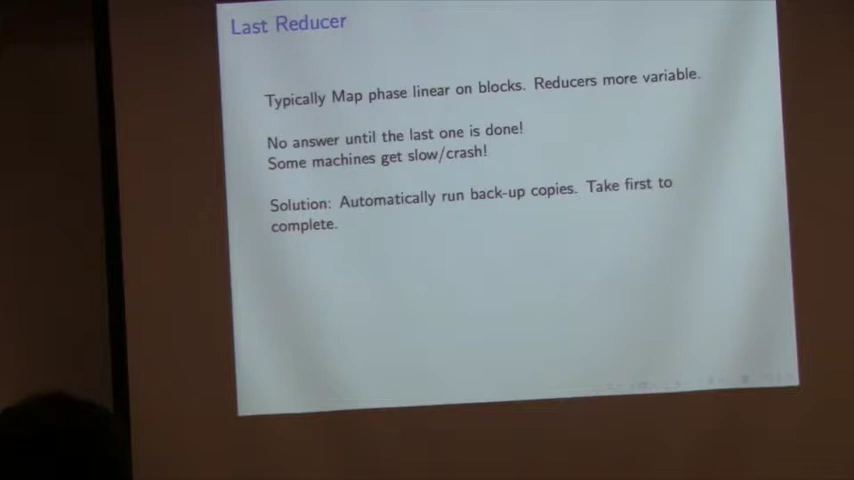 Last Reducer
Typically Map phase linear on blocks. Reducers more variable.
No answer until the last one is done!
Some machines get slow/crash!
Solution: Automatically run back-up copies. Take first to
complete.